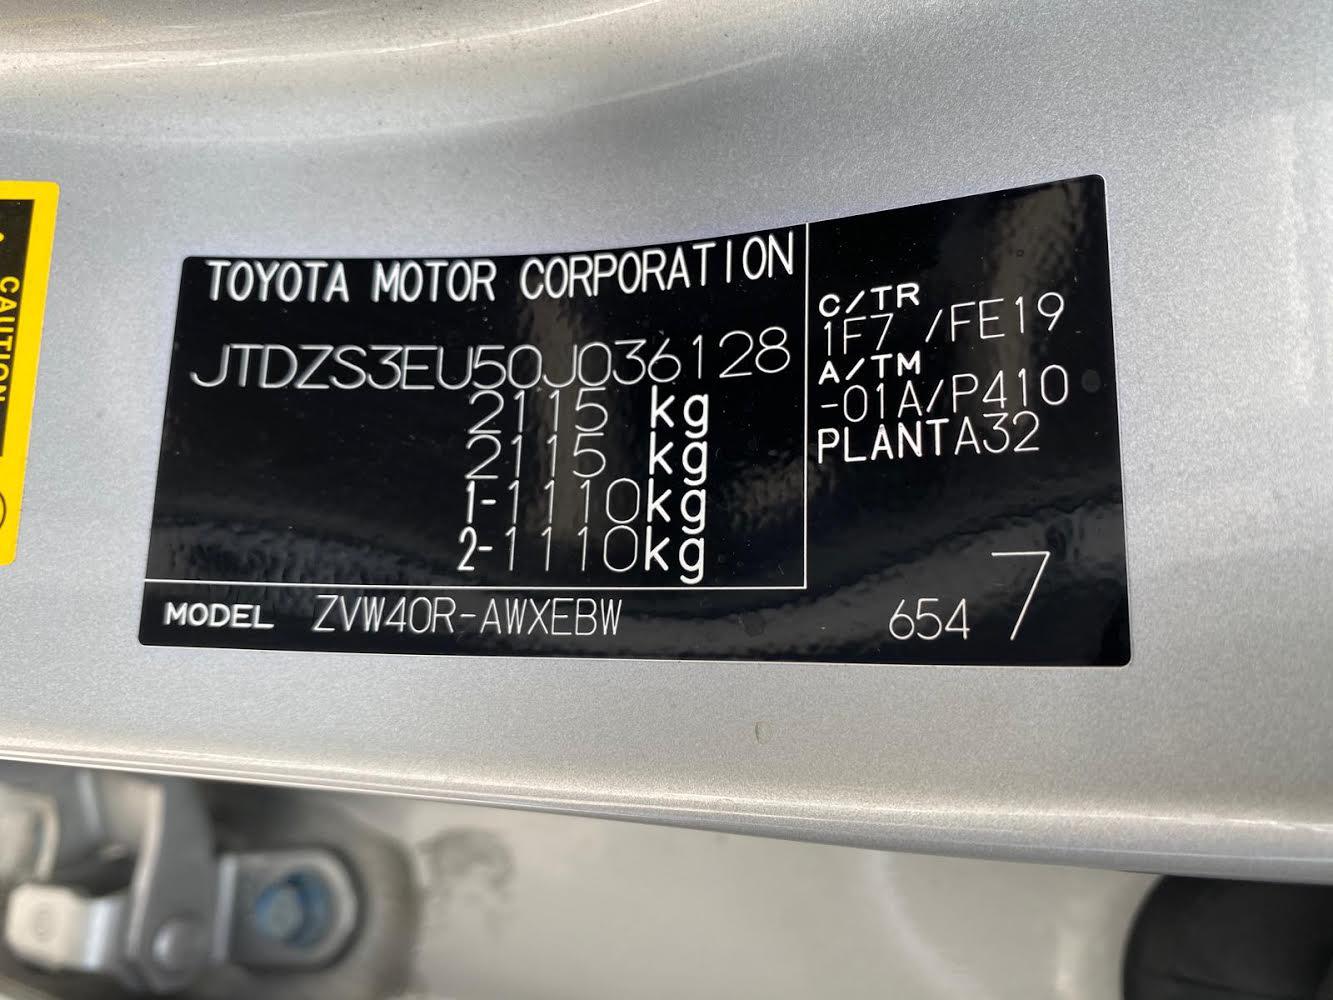 CAUTION
TOYOTA MOTOR CORPORATION
JTDZS3EU50J036128
2115 kg
2115 kg
1-1110kg
2-1110kg
MODEL ZVW40R-AWXEBW
C/TR
1F7 /FE19
A/TM
-01A/P410
PLANTA32
654 7